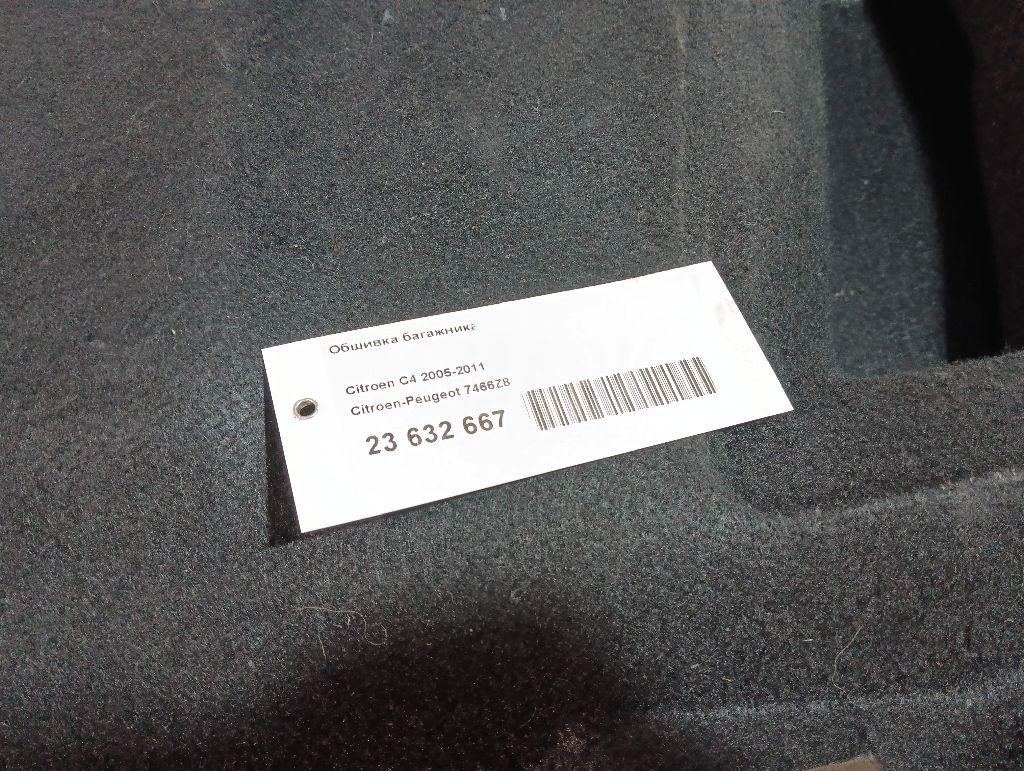 Обшивка багажника
Citroen C4 2005-2011
Citroen-Peugeot 7466Z8
23 632 667